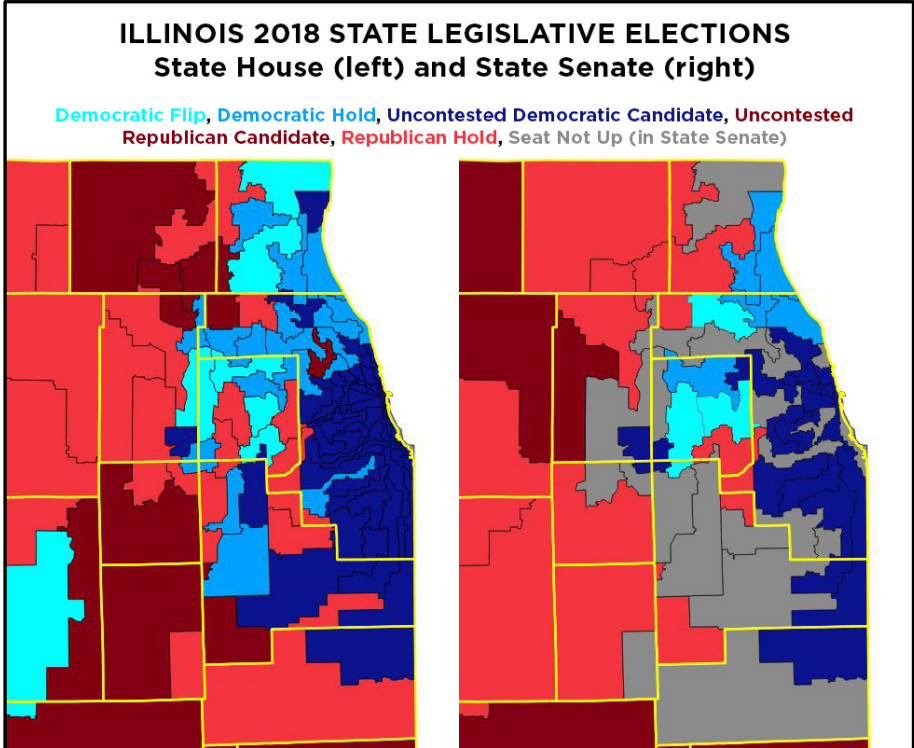 ILLINOIS 2018 STATE LEGISLATIVE ELECTIONS
State House (left) and State Senate (right)
Democratic Flip, Democratic Hold, Uncontested Democratic Candidate, Uncontested
Republican Candidate, Republican Hold, Seat Not Up (in State Senate)